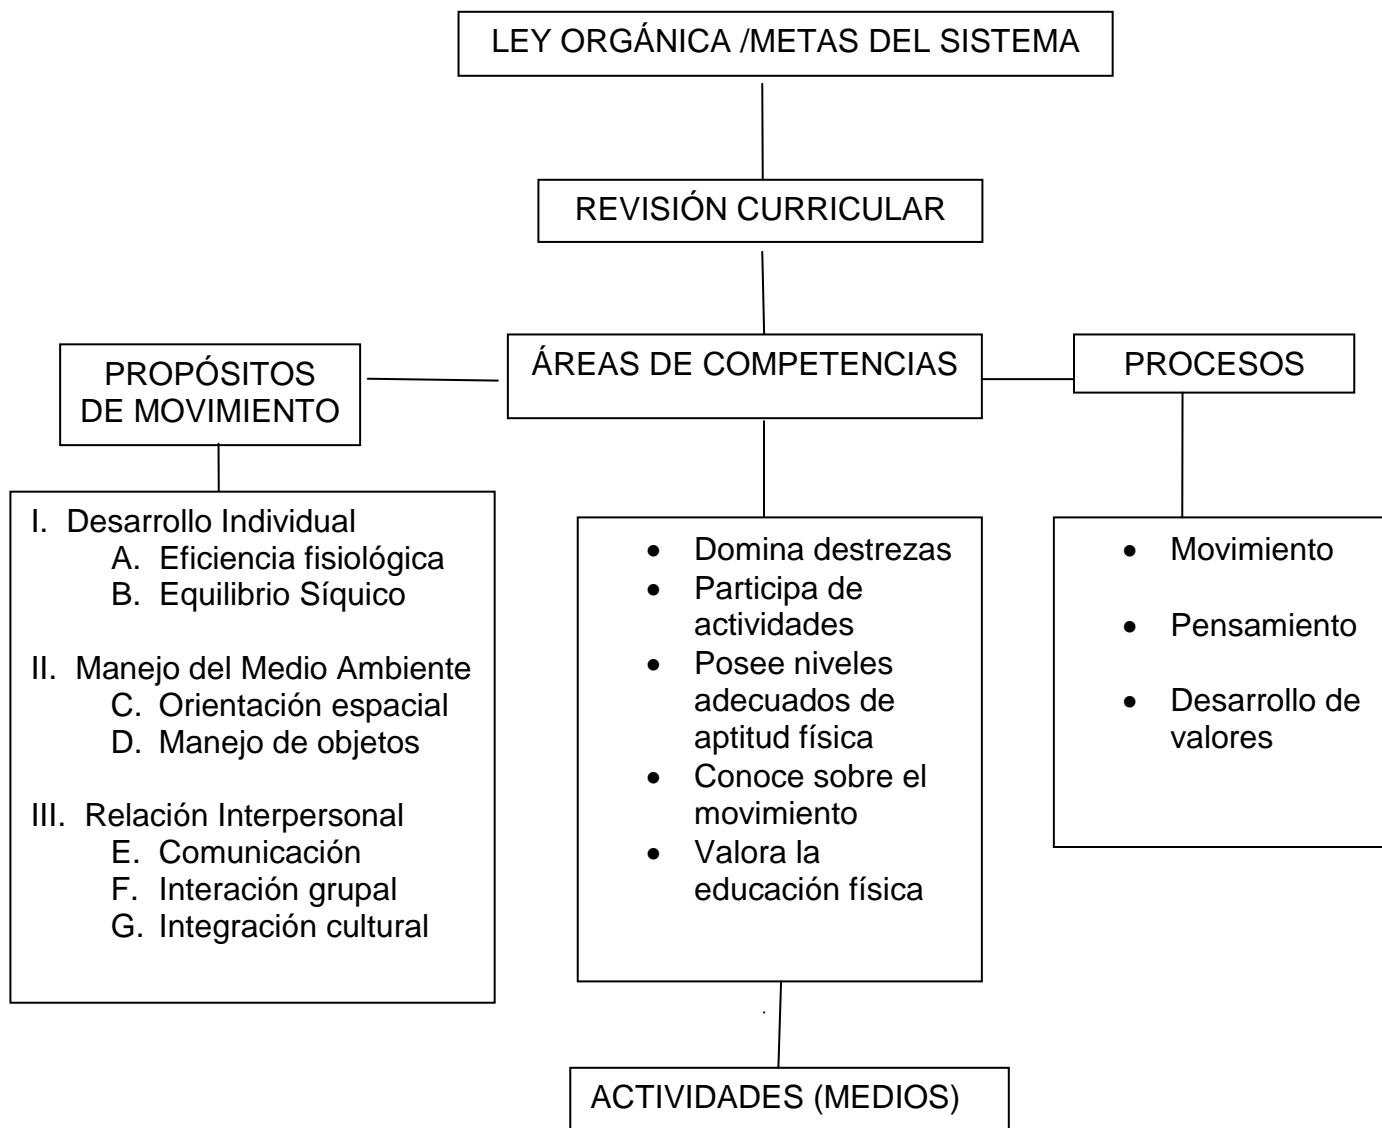 LEY ORGÁNICA /METAS DEL SISTEMA
REVISIÓN CURRICULAR
PROPÓSITOS
DE MOVIMIENTO
ÁREAS DE COMPETENCIAS
PROCESOS
I. Desarrollo Individual
A. Eficiencia fisiológica
B. Equilibrio Síquico
II. Manejo del Medio Ambiente
C. Orientación espacial
D. Manejo de objetos
III. Relación Interpersonal
E. Comunicación
F. Interación grupal
G. Integración cultural
• Domina destrezas
• Participa de
actividades
• Posee niveles
adecuados de
aptitud física
• Conoce sobre el
movimiento
• Valora la
educación física
• Movimiento
• Pensamiento
• Desarrollo de
valores
ACTIVIDADES (MEDIOS)